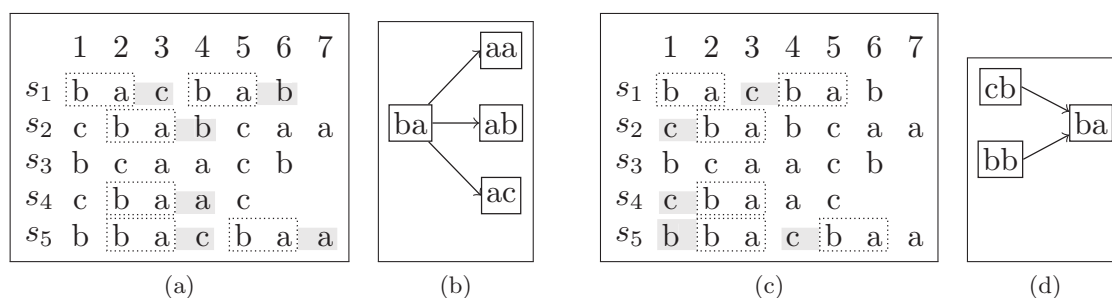 1 2 3 4 5 6 7
s1 b a c b a b
s2 c b a b c a a
s3 b c a a c b
s4 c b a a c
s5 b b a c b a a
(a)
aa
ba ab
ac
(b)
1 2 3 4 5 6 7
s1 b a c b a b
s2 c b a b c a a
s3 b c a a c b
s4 c b a a c
s5 b b a c b a a
(c)
cb
ba
bb
(d)